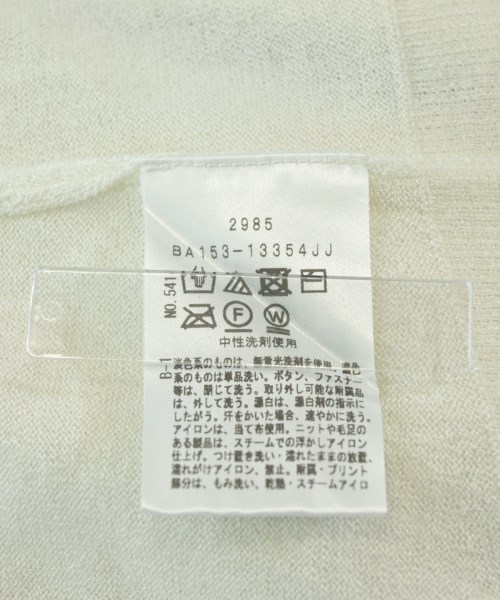 2985
BA153-13354JJ
NO.541
B-1
F
W
中性洗剤使用
淡色系のものは、無蛍光洗剤を使用。濃色
系のものは単品洗い。ボタン、ファスナー
等は、閉じて洗う。取り外し可能な附属品
は、外して洗う。漂白は、漂白剤の指示に
したがう。汗をかいた場合、速やかに洗う。
アイロンは、当て布使用。ニットや毛足の
ある製品は、スチームでの浮かしアイロン
仕上げ。つけ置き洗い・濡れたままの放置、
濡れがけアイロン、禁止。附属・プリント
部分は、もみ洗い、乾熱・スチームアイロ